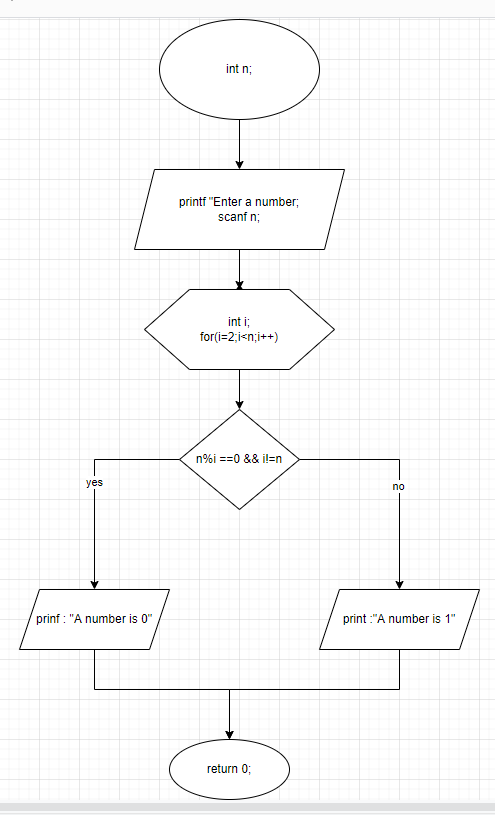 int n;
printf "Enter a number;
scanf n;
int i;
for(i=2;i<n;i++)
n%i ==0 && i!=n
yes
no
prinf : "A number is 0"
print :"A number is 1"
return 0;